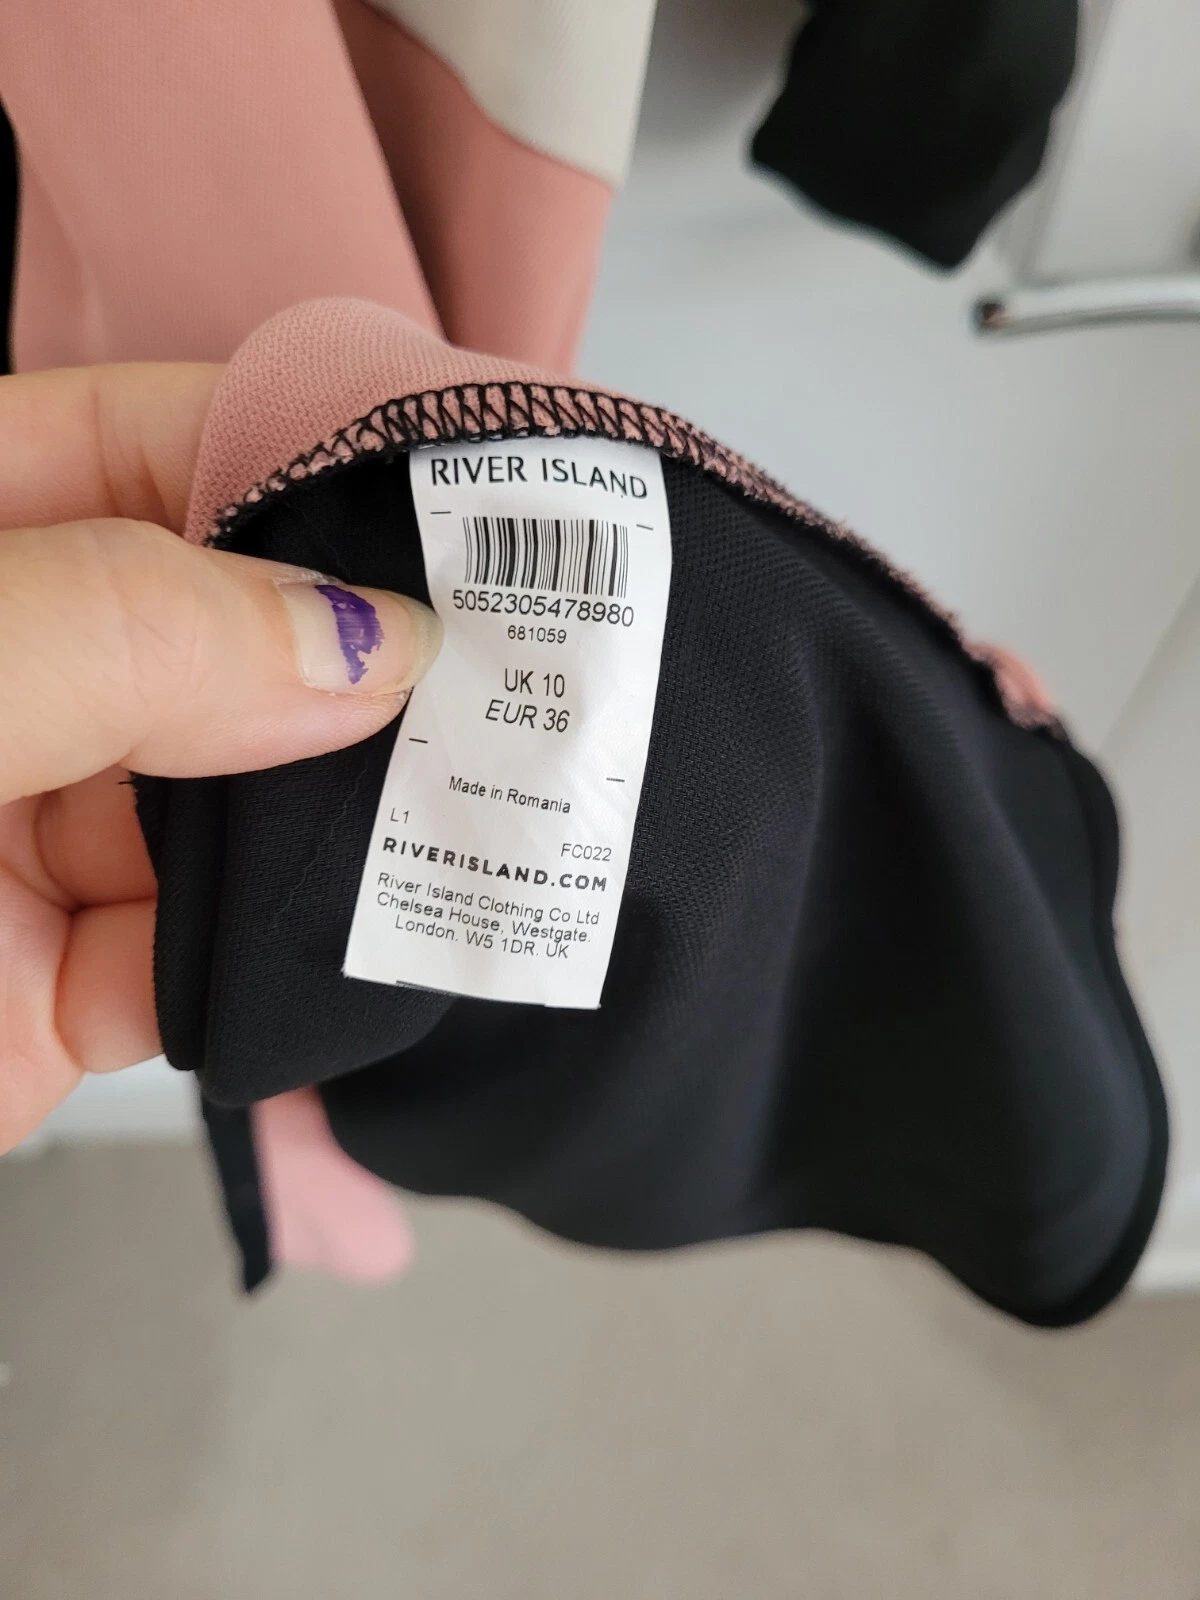 RIVER ISLAND
5052305478980
681059
UK 10
EUR 36
Made in Romania
L1
FC022
RIVERISLAND.COM
River Island Clothing Co Ltd
Chelsea House, Westgate.
London. W5 1DR. UK